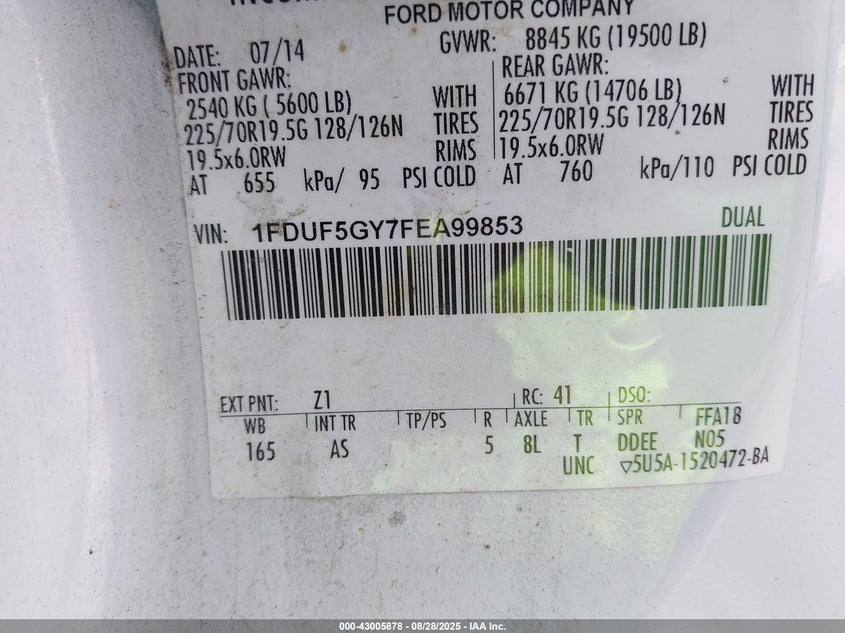 FORD MOTOR COMPANY
DATE: 07/14 GVWR: 8845 KG (19500 LB)
FRONT GAWR: REAR GAWR:
2540 KG ( 5600 LB) WITH 6671 KG (14706 LB) WITH
225/70R19.5G 128/126N TIRES 225/70R19.5G 128/126N TIRES
19.5x6.0RW RIMS 19.5x6.0RW RIMS
AT 655 kPa/ 95 PSI COLD AT 760 kPa/110 PSI COLD
VIN: 1FDUF5GY7FEA99853 DUAL
EXT PNT: Z1 RC: 41 DSO:
WB INT TR TP/PS R AXLE TR SPR FFA18
165 AS 5 8L T DDEE N05
UNC ▽5U5A-1520472-BA
000-43005878 - 08/28/2025 - IAA Inc.